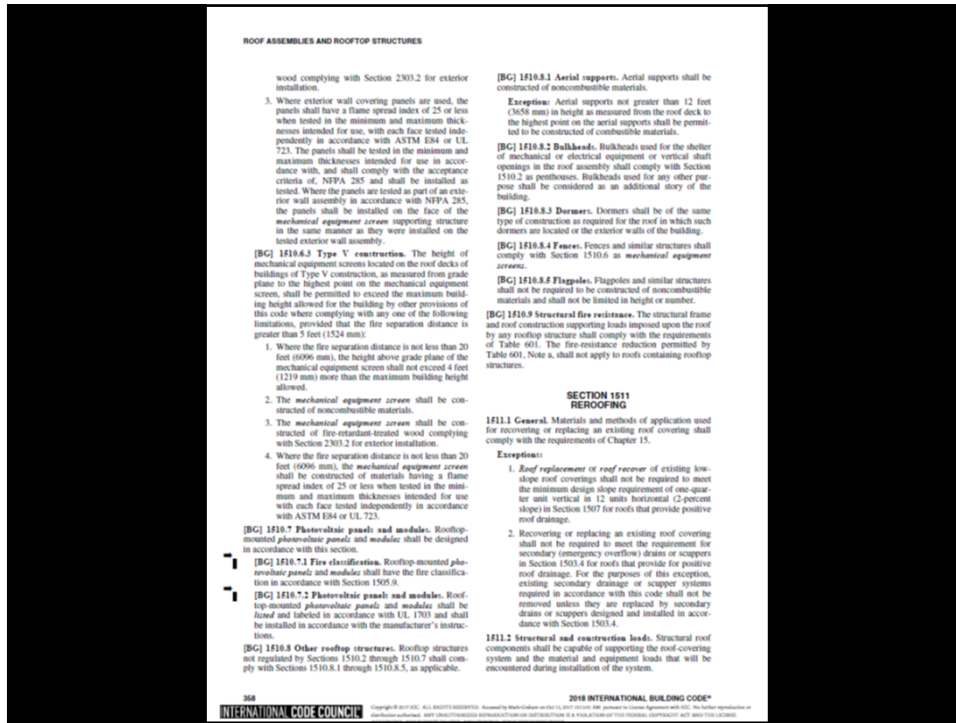 ROOF ASSEMBLIES AND ROOFTOP STRUCTURES
wood complying with Section 2303.2 for exterior
installation.
3. Where exterior wall covering panels are used, the
panels shall have a flame spread index of 25 or less
when tested in the minimum and maximum thick-
nesses intended for use, with each face tested inde-
pendently in accordance with ASTM E84 or UL
723. The panels shall be tested in the minimum and
maximum thicknesses intended for use in accor-
dance with, and shall comply with the acceptance
criteria of, NFPA 285 and shall be installed as
tested. Where the panels are tested as part of an exte-
rior wall assembly in accordance with NFPA 285,
the panels shall be installed on the face of the
mechanical equipment screen supporting structure
in the same manner as they were installed on the
tested exterior wall assembly.
[BG] 1510.6.3 Type V construction. The height of
mechanical equipment screens located on the roof decks of
buildings of Type V construction, as measured from grade
plane to the highest point on the mechanical equipment
screen, shall be permitted to exceed the maximum build-
ing height allowed for the building by other provisions of
this code where complying with any one of the following
limitations, provided that the fire separation distance is
greater than 5 feet (1524 mm):
1. Where the fire separation distance is not less than 20
feet (6096 mm), the height above grade plane of the
mechanical equipment screen shall not exceed 4 feet
(1219 mm) more than the maximum building height
allowed.
2. The mechanical equipment screen shall be con-
structed of noncombustible materials.
3. The mechanical equipment screen shall be con-
structed of fire-retardant-treated wood complying
with Section 2303.2 for exterior installation.
4. Where the fire separation distance is not less than 20
feet (6096 mm), the mechanical equipment screen
shall be constructed of materials having a flame
spread index of 25 or less when tested in the mini-
mum and maximum thicknesses intended for use
with each face tested independently in accordance
with ASTM E84 or UL 723.
[BG] 1510.7 Photovoltaic panels and modules. Rooftop-
mounted photovoltaic panels and modules shall be designed
in accordance with this section.
[BG] 1510.7.1 Fire classification. Rooftop-mounted pho-
tovoltaic panels and modules shall have the fire classifica-
tion in accordance with Section 1505.9.
[BG] 1510.7.2 Photovoltaic panels and modules. Roof-
top-mounted photovoltaic panels and modules shall be
listed and labeled in accordance with UL 1703 and shall
be installed in accordance with the manufacturer's instruc-
tions.
[BG] 1510.8 Other rooftop structures. Rooftop structures
not regulated by Sections 1510.2 through 1510.7 shall com-
ply with Sections 1510.8.1 through 1510.8.5, as applicable.
[BG] 1510.8.1 Aerial supports. Aerial supports shall be
constructed of noncombustible materials.
Exception: Aerial supports not greater than 12 feet
(3658 mm) in height as measured from the roof deck to
the highest point on the aerial supports shall be permit-
ted to be constructed of combustible materials.
[BG] 1510.8.2 Bulkheads. Bulkheads used for the shelter
of mechanical or electrical equipment or vertical shaft
openings in the roof assembly shall comply with Section
1510.2 as penthouses. Bulkheads used for any other pur-
pose shall be considered as an additional story of the
building.
[BG] 1510.8.3 Dormers. Dormers shall be of the same
type of construction as required for the roof in which such
dormers are located or the exterior walls of the building.
[BG] 1510.8.4 Fences. Fences and similar structures shall
comply with Section 1510.6 as mechanical equipment
screens.
[BG] 1510.8.5 Flagpoles. Flagpoles and similar structures
shall not be required to be constructed of noncombustible
materials and shall not be limited in height or number.
[BG] 1510.9 Structural fire resistance. The structural frame
and roof construction supporting loads imposed upon the roof
by any rooftop structure shall comply with the requirements
of Table 601. The fire-resistance reduction permitted by
Table 601, Note a, shall not apply to roofs containing rooftop
structures.
SECTION 1511
REROOFING
1511.1 General. Materials and methods of application used
for recovering or replacing an existing roof covering shall
comply with the requirements of Chapter 15.
Exceptions:
1. Roof replacement or roof recover of existing low-
slope roof coverings shall not be required to meet
the minimum design slope requirement of one-quar-
ter unit vertical in 12 units horizontal (2-percent
slope) in Section 1507 for roofs that provide positive
roof drainage.
2. Recovering or replacing an existing roof covering
shall not be required to meet the requirement for
secondary (emergency overflow) drains or scuppers
in Section 1503.4 for roofs that provide for positive
roof drainage. For the purposes of this exception,
existing secondary drainage or scupper systems
required in accordance with this code shall not be
removed unless they are replaced by secondary
drains or scuppers designed and installed in accor-
dance with Section 1503.4.
1511.2 Structural and construction loads. Structural roof
components shall be capable of supporting the roof-covering
system and the material and equipment loads that will be
encountered during installation of the system.
358
2018 INTERNATIONAL BUILDING CODE®
INTERNATIONAL CODE COUNCIL
Copyright © 2017 ICC. ALL RIGHTS RESERVED. Accessed by Mark Graham on Oct 13, 2017 pursuant to License Agreement with ICC. No further reproduction or
distribution authorized. ANY UNAUTHORIZED REPRODUCTION OR DISTRIBUTION IS A VIOLATION OF THE FEDERAL COPYRIGHT ACT AND THE LICENSE